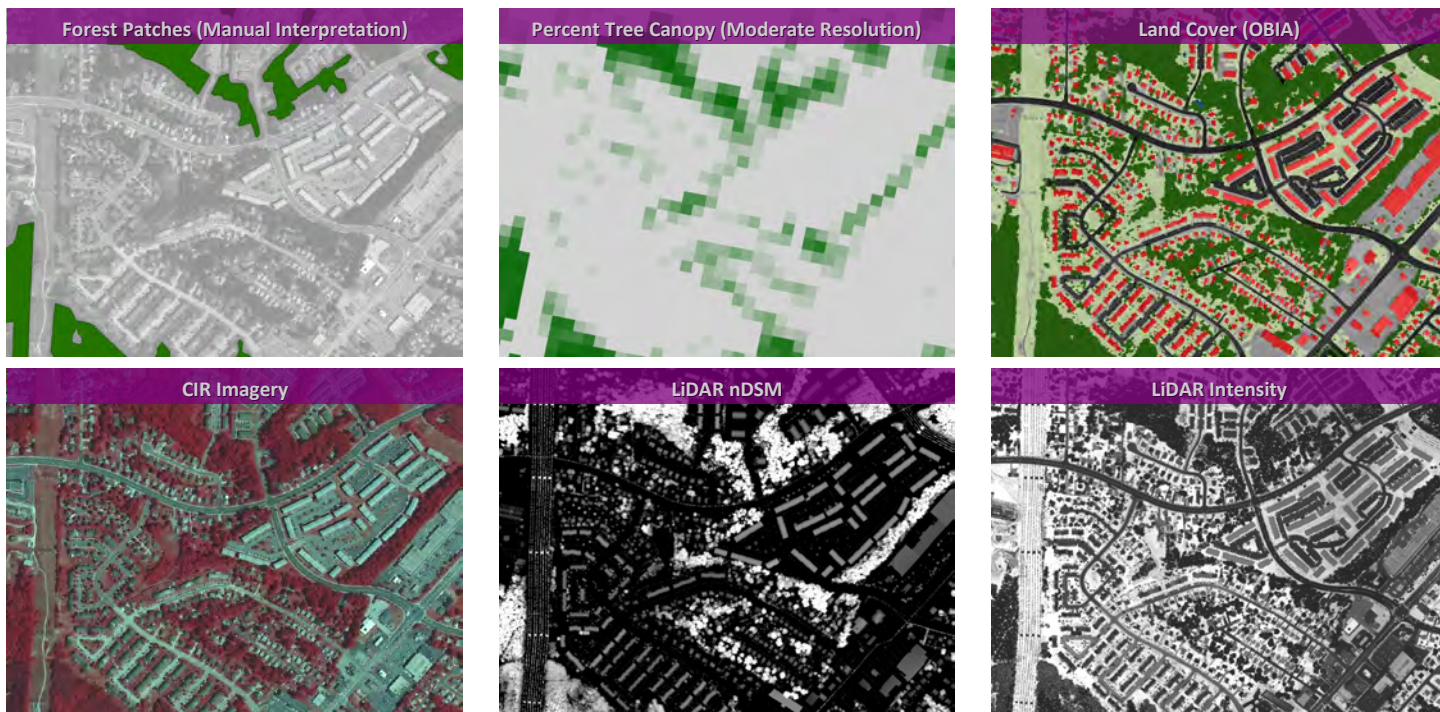 Forest Patches (Manual Interpretation)
Percent Tree Canopy (Moderate Resolution)
Land Cover (OBIA)
CIR Imagery
LiDAR nDSM
LiDAR Intensity